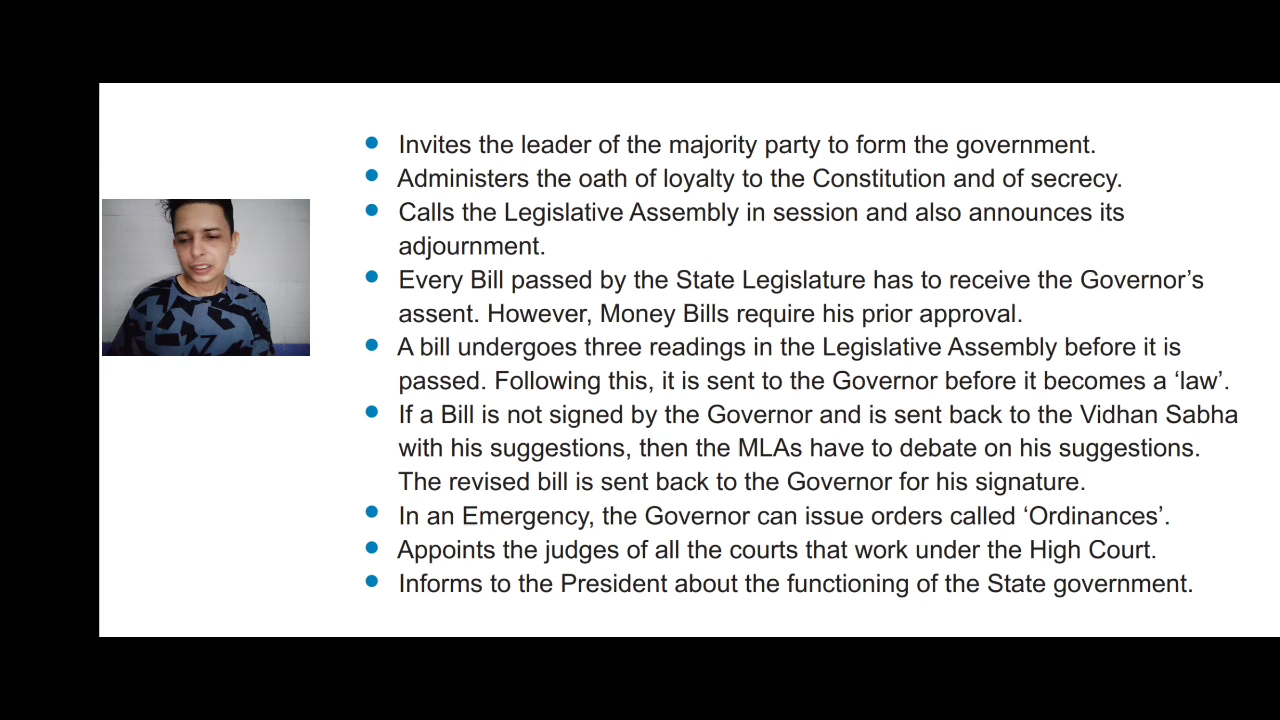 • Invites the leader of the majority party to form the government.
• Administers the oath of loyalty to the Constitution and of secrecy.
• Calls the Legislative Assembly in session and also announces its
adjournment.
• Every Bill passed by the State Legislature has to receive the Governor’s
assent. However, Money Bills require his prior approval.
• A bill undergoes three readings in the Legislative Assembly before it is
passed. Following this, it is sent to the Governor before it becomes a ‘law’.
• If a Bill is not signed by the Governor and is sent back to the Vidhan Sabha
with his suggestions, then the MLAs have to debate on his suggestions.
The revised bill is sent back to the Governor for his signature.
• In an Emergency, the Governor can issue orders called ‘Ordinances’.
• Appoints the judges of all the courts that work under the High Court.
• Informs to the President about the functioning of the State government.